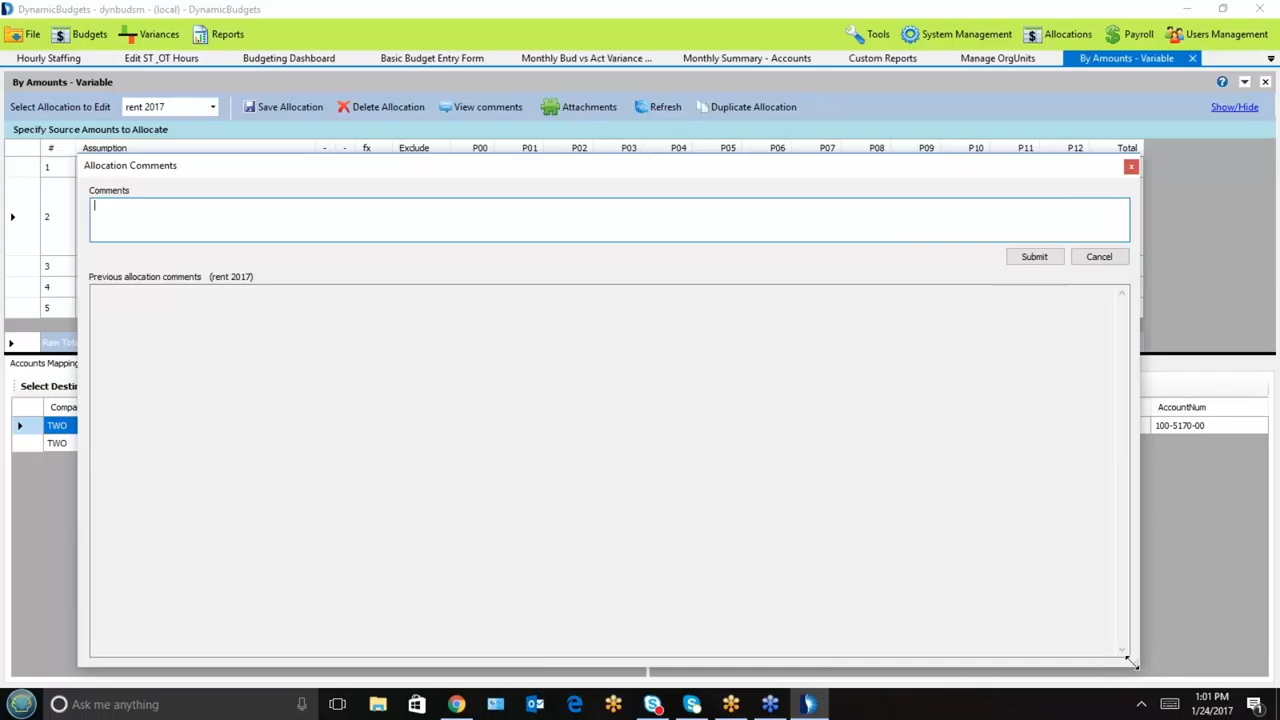 DynamicBudgets - dynbudsm - (local) - DynamicBudgets
File Budgets Variances Reports Tools System Management Allocations Payroll Users Management
Hourly Staffing Edit ST _OT Hours Budgeting Dashboard Basic Budget Entry Form Monthly Bud vs Act Variance ... Monthly Summary - Accounts Custom Reports Manage OrgUnits By Amounts - Variable
By Amounts - Variable
Select Allocation to Edit rent 2017 Save Allocation Delete Allocation View comments Attachments Refresh Duplicate Allocation Show/Hide
Specify Source Amounts to Allocate
# Assumption - - fx Exclude P00 P01 P02 P03 P04 P05 P06 P07 P08 P09 P10 P11 P12 Total
1
2
3
4
5
Allocation Comments
Comments
Submit Cancel
Previous allocation comments (rent 2017)
Raw
Accounts Mapping
Select
AccountNum
TWO 100-5170-00
TWO
Ask me anything
1:01 PM
1/24/2017